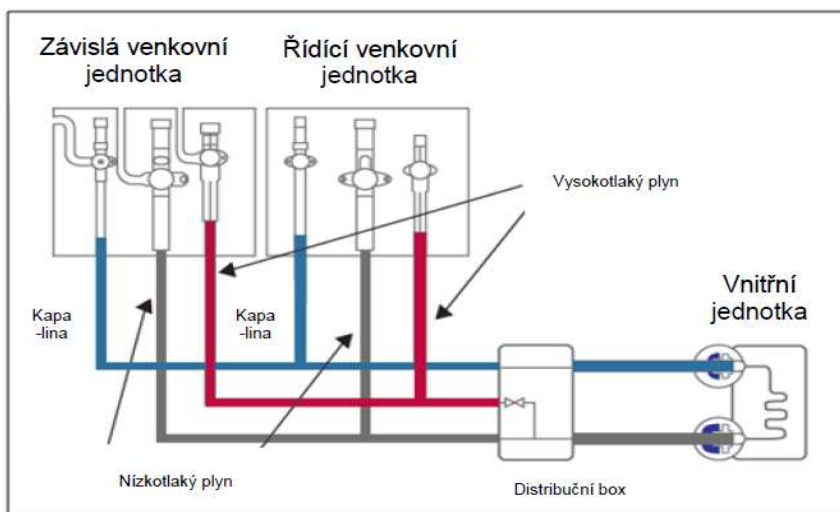 Závislá venkovní
jednotka
Řídící venkovní
jednotka
Vysokotlaký plyn
Vnitřní
jednotka
Kapa
-lina
Kapa
-lina
Nízkotlaký plyn
Distribuční box